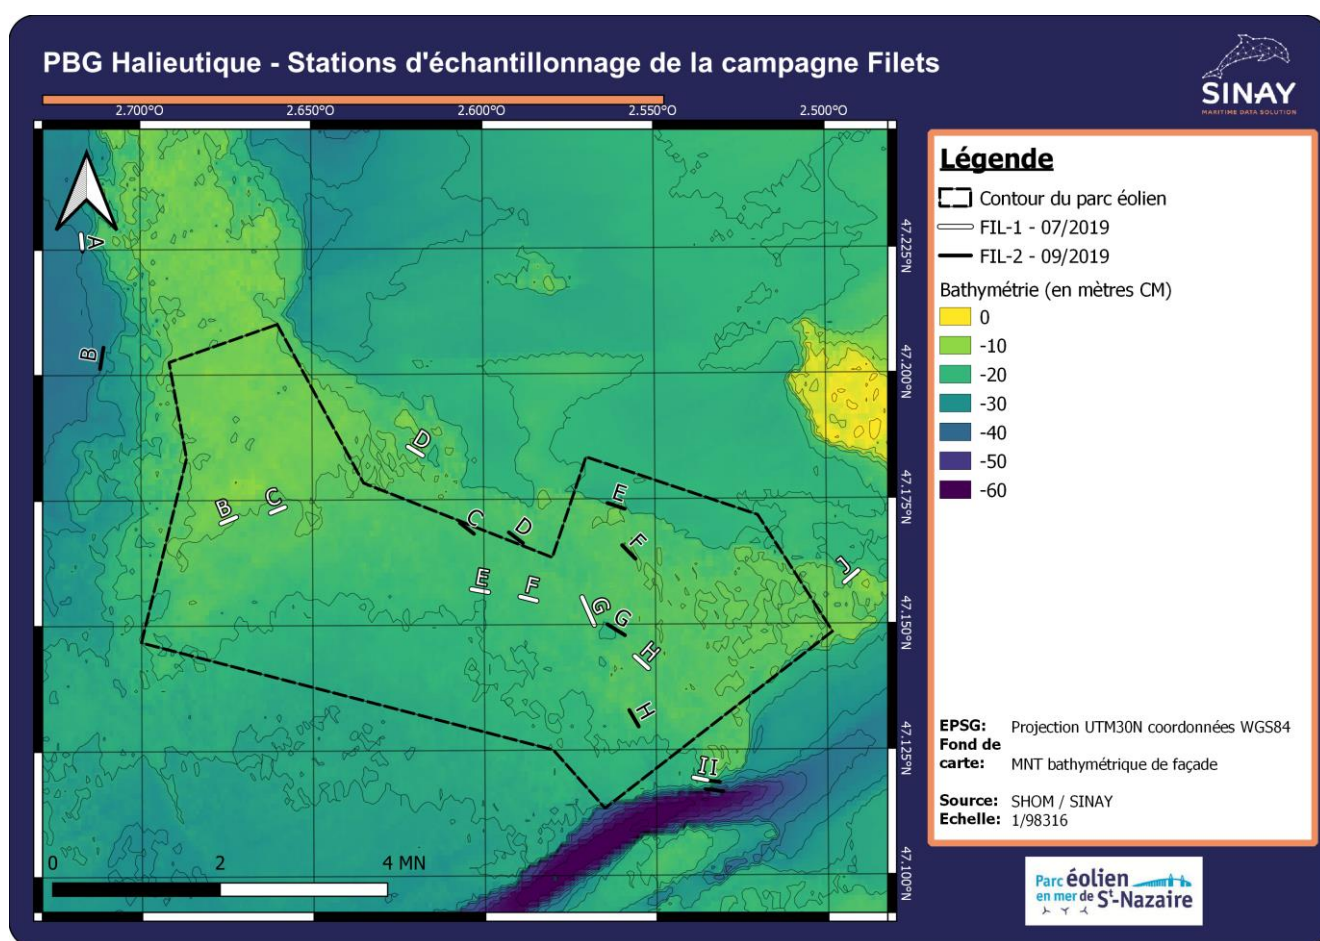 PBG Halieutique - Stations d'échantillonnage de la campagne Filets
SINAY
MARITIME DATA SOLUTION
2.700°O 2.650°O 2.600°O 2.550°O 2.500°O
47.225°N
47.200°N
47.175°N
47.150°N
47.125°N
47.100°N
A
B
D
B C
C D
E
F
E F
G
G
H
H
J
II
0 2 4 MN
Légende
Contour du parc éolien
FIL-1 - 07/2019
FIL-2 - 09/2019
Bathymétrie (en mètres CM)
0
-10
-20
-30
-40
-50
-60
EPSG: Projection UTM30N coordonnées WGS84
Fond de
carte: MNT bathymétrique de façade
Source: SHOM / SINAY
Echelle: 1/98316
Parc éolien
en mer de St-Nazaire